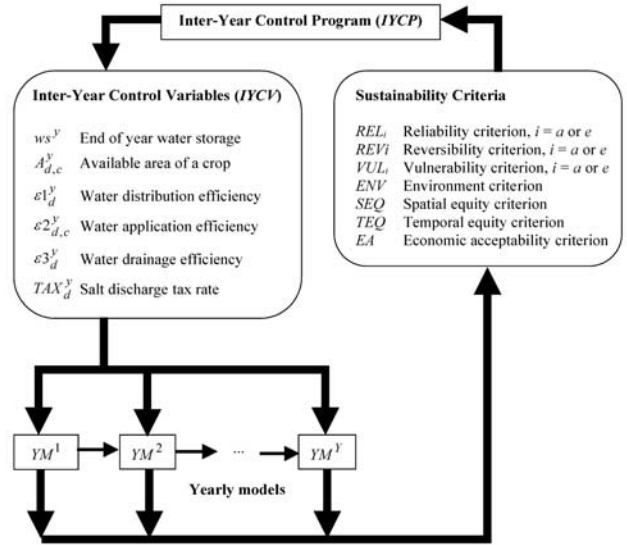 Inter-Year Control Program (IYCP)
Inter-Year Control Variables (IYCV)
ws^y End of year water storage
A^y_{d,c} Available area of a crop
ε1^y_d Water distribution efficiency
ε2^y_{d,c} Water application efficiency
ε3^y_d Water drainage efficiency
TAX^y_d Salt discharge tax rate
Sustainability Criteria
REL_i Reliability criterion, i = a or e
REVi Reversibility criterion, i = a or e
VUL_i Vulnerability criterion, i = a or e
ENV Environment criterion
SEQ Spatial equity criterion
TEQ Temporal equity criterion
EA Economic acceptability criterion
YM^1 YM^2 ... YM^Y
Yearly models